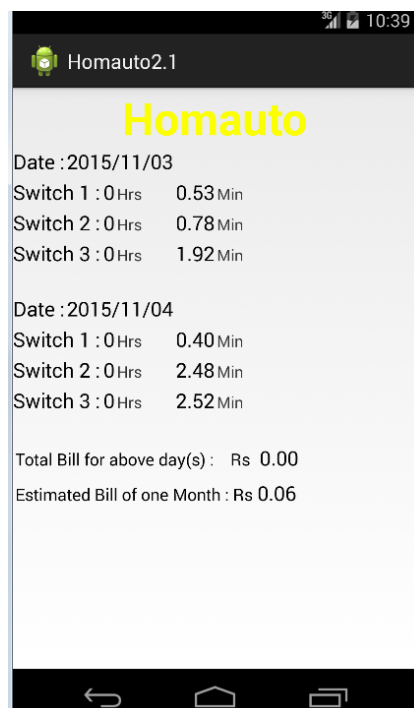 3G 10:39
Homauto2.1
Homauto
Date :2015/11/03
Switch 1 : 0 Hrs 0.53 Min
Switch 2 : 0 Hrs 0.78 Min
Switch 3 : 0 Hrs 1.92 Min
Date :2015/11/04
Switch 1 : 0 Hrs 0.40 Min
Switch 2 : 0 Hrs 2.48 Min
Switch 3 : 0 Hrs 2.52 Min
Total Bill for above day(s) : Rs 0.00
Estimated Bill of one Month : Rs 0.06